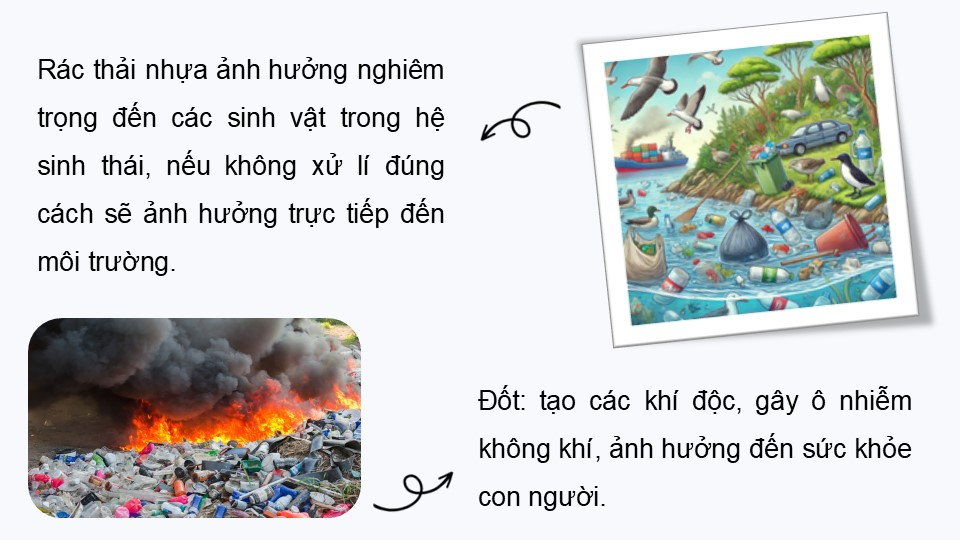 Rác thải nhựa ảnh hưởng nghiêm
trọng đến các sinh vật trong hệ
sinh thái, nếu không xử lí đúng
cách sẽ ảnh hưởng trực tiếp đến
môi trường.
Đốt: tạo các khí độc, gây ô nhiễm
không khí, ảnh hưởng đến sức khỏe
con người.